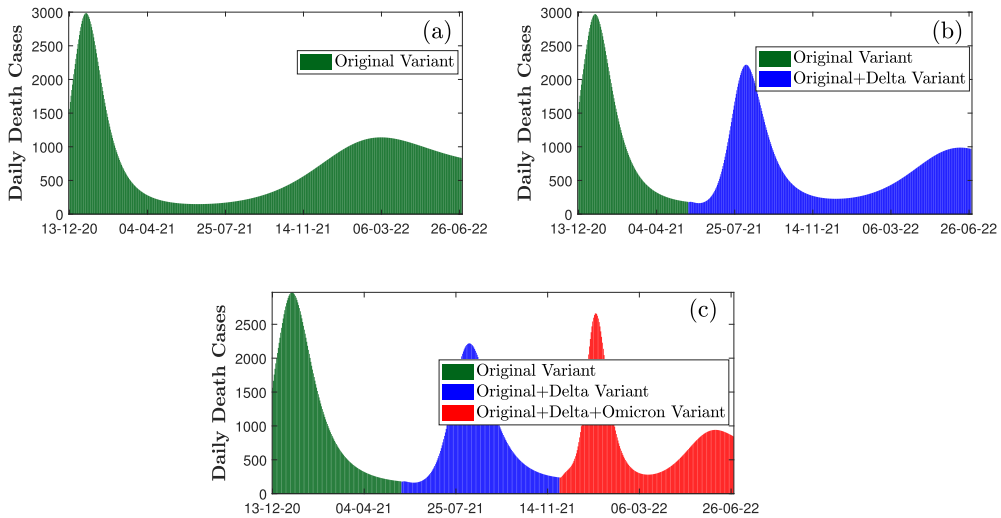 (a)
Original Variant
Daily Death Cases
3000
2500
2000
1500
1000
500
0
13-12-20 04-04-21 25-07-21 14-11-21 06-03-22 26-06-22
(b)
Original Variant
Original+Delta Variant
Daily Death Cases
3000
2500
2000
1500
1000
500
0
13-12-20 04-04-21 25-07-21 14-11-21 06-03-22 26-06-22
(c)
Original Variant
Original+Delta Variant
Original+Delta+Omicron Variant
Daily Death Cases
2500
2000
1500
1000
500
0
13-12-20 04-04-21 25-07-21 14-11-21 06-03-22 26-06-22